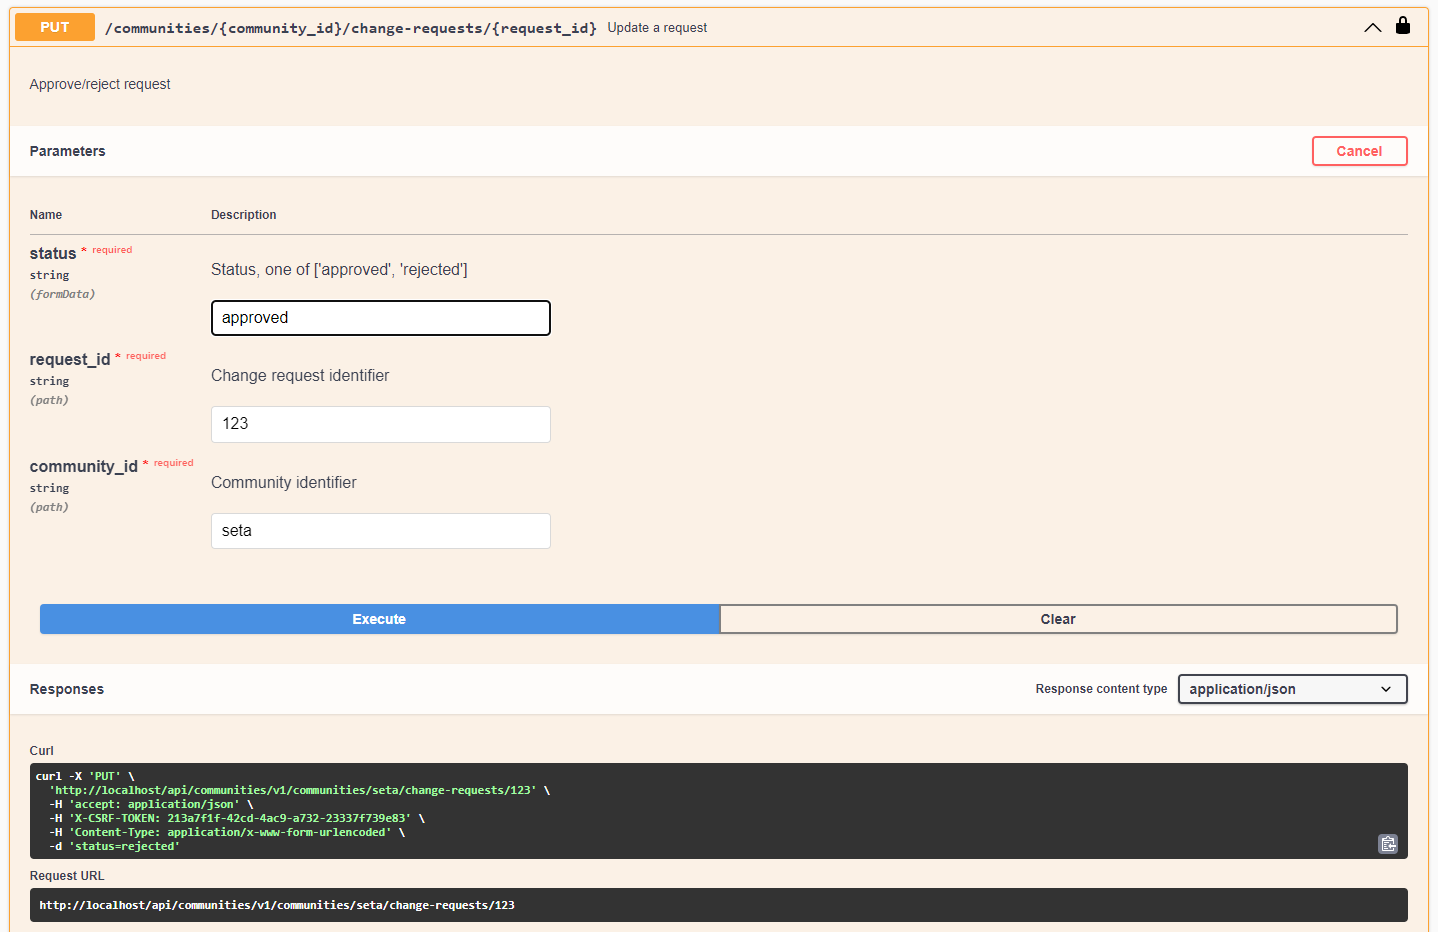 PUT /communities/{community_id}/change-requests/{request_id} Update a request
Approve/reject request
Parameters
Cancel
Name Description
status * required
string
(formData)
Status, one of ['approved', 'rejected']
approved
request_id * required
string
(path)
Change request identifier
123
community_id * required
string
(path)
Community identifier
seta
Execute Clear
Responses
Response content type application/json
Curl
curl -X 'PUT' \
'http://localhost/api/communities/v1/communities/seta/change-requests/123' \
-H 'accept: application/json' \
-H 'X-CSRF-TOKEN: 213a7f1f-42cd-4ac9-a732-23337f739e83' \
-H 'Content-Type: application/x-www-form-urlencoded' \
-d 'status=rejected'
Request URL
http://localhost/api/communities/v1/communities/seta/change-requests/123